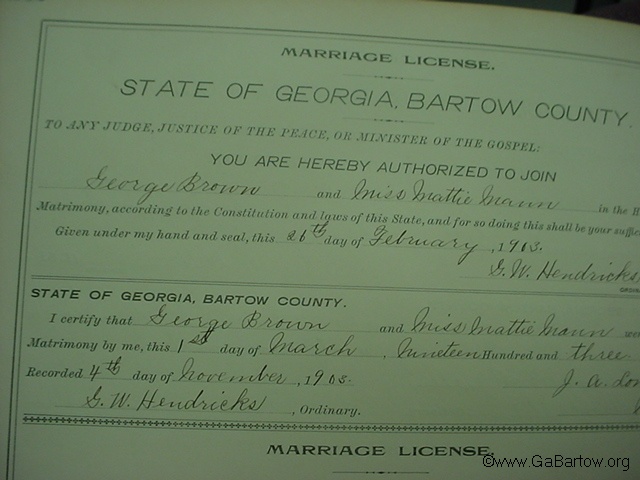 MARRIAGE LICENSE.
STATE OF GEORGIA, BARTOW COUNTY.
TO ANY JUDGE, JUSTICE OF THE PEACE, OR MINISTER OF THE GOSPEL:
YOU ARE HEREBY AUTHORIZED TO JOIN
George Brown and Miss Mattie Mann in the H
Matrimony, according to the Constitution and laws of this State, and for so doing this shall be your suffic
Given under my hand and seal, this 26th day of February, 1903.
G. W. Hendricks,
STATE OF GEORGIA, BARTOW COUNTY.
I certify that George Brown and Miss Mattie Mann wer
Matrimony by me, this 1st day of March, Nineteen Hundred and three.
Recorded 4th day of November, 1903. J. A. Lon
G. W. Hendricks, Ordinary.
MARRIAGE LICENSE.
©www.GaBartow.org